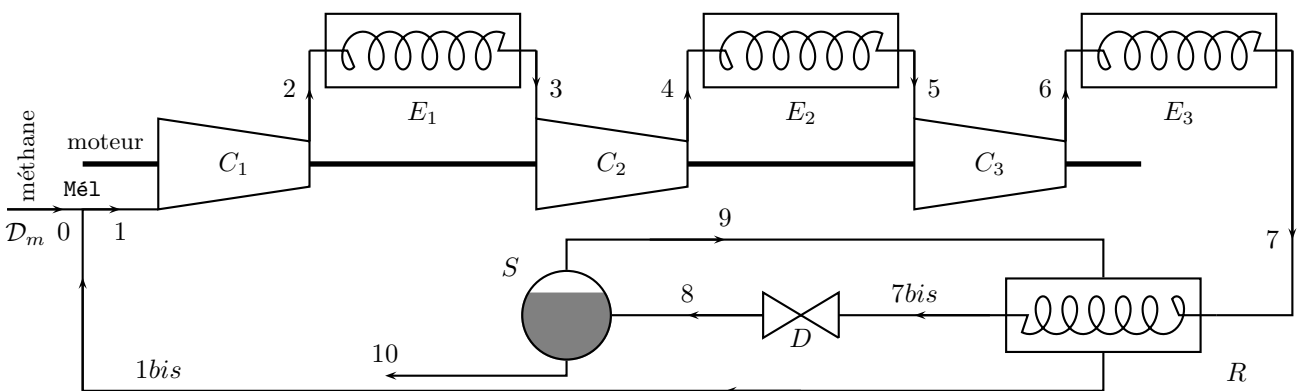 2
E₁
3
4
E₂
5
6
E₃
méthane
moteur
C₁
C₂
C₃
Mél
𝒟ₘ 0 1
9
7
S
8
7bis
D
10
1bis
R